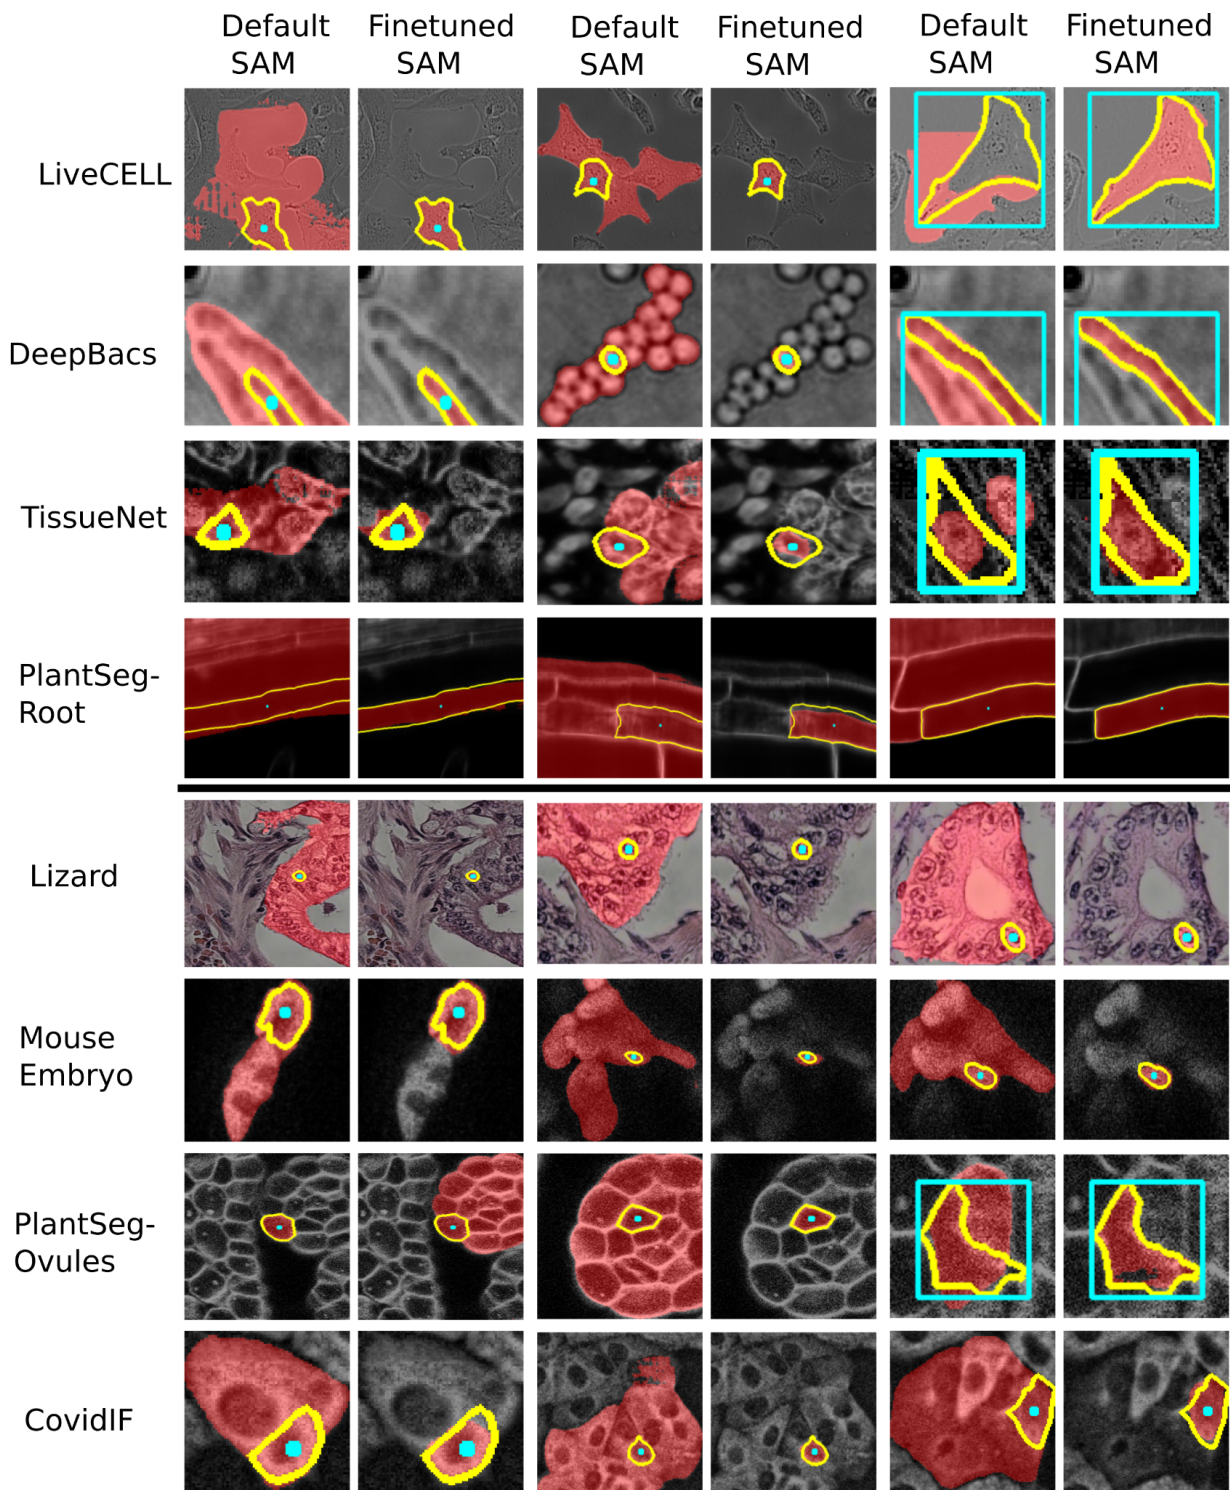 Default Finetuned Default Finetuned Default Finetuned
SAM SAM SAM SAM SAM SAM
LiveCELL
DeepBacs
TissueNet
PlantSeg-
Root
Lizard
Mouse
Embryo
PlantSeg-
Ovules
CovidIF